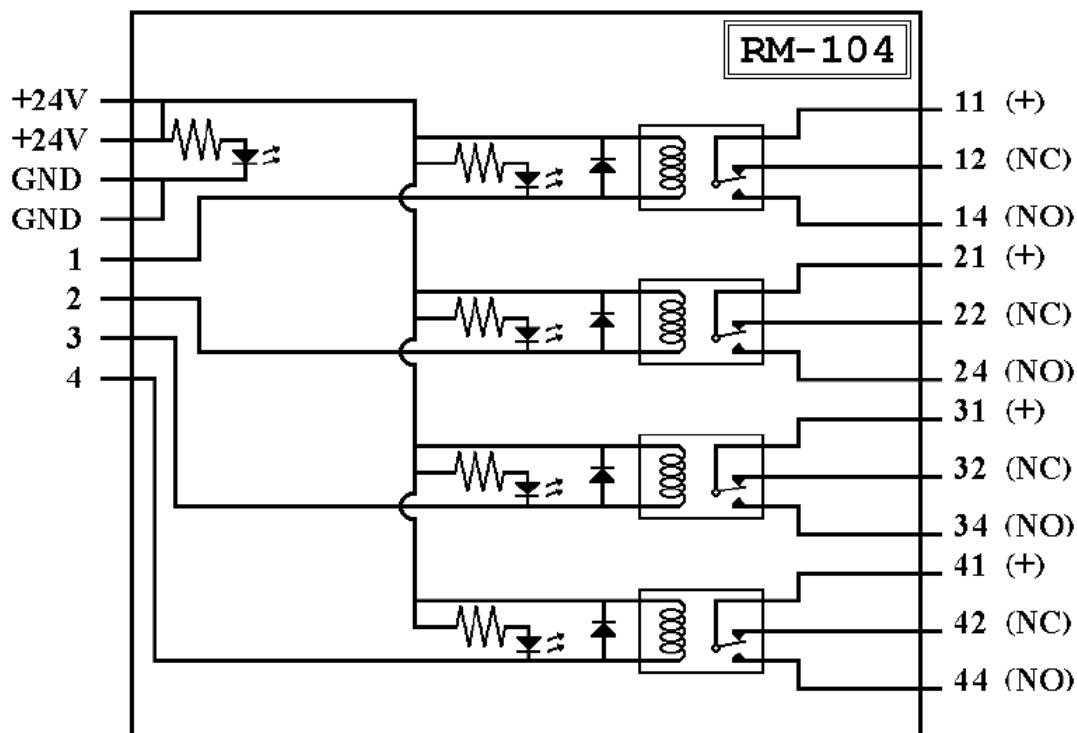 RM-104
+24V
+24V
GND
GND
1
2
3
4
11 (+)
12 (NC)
14 (NO)
21 (+)
22 (NC)
24 (NO)
31 (+)
32 (NC)
34 (NO)
41 (+)
42 (NC)
44 (NO)